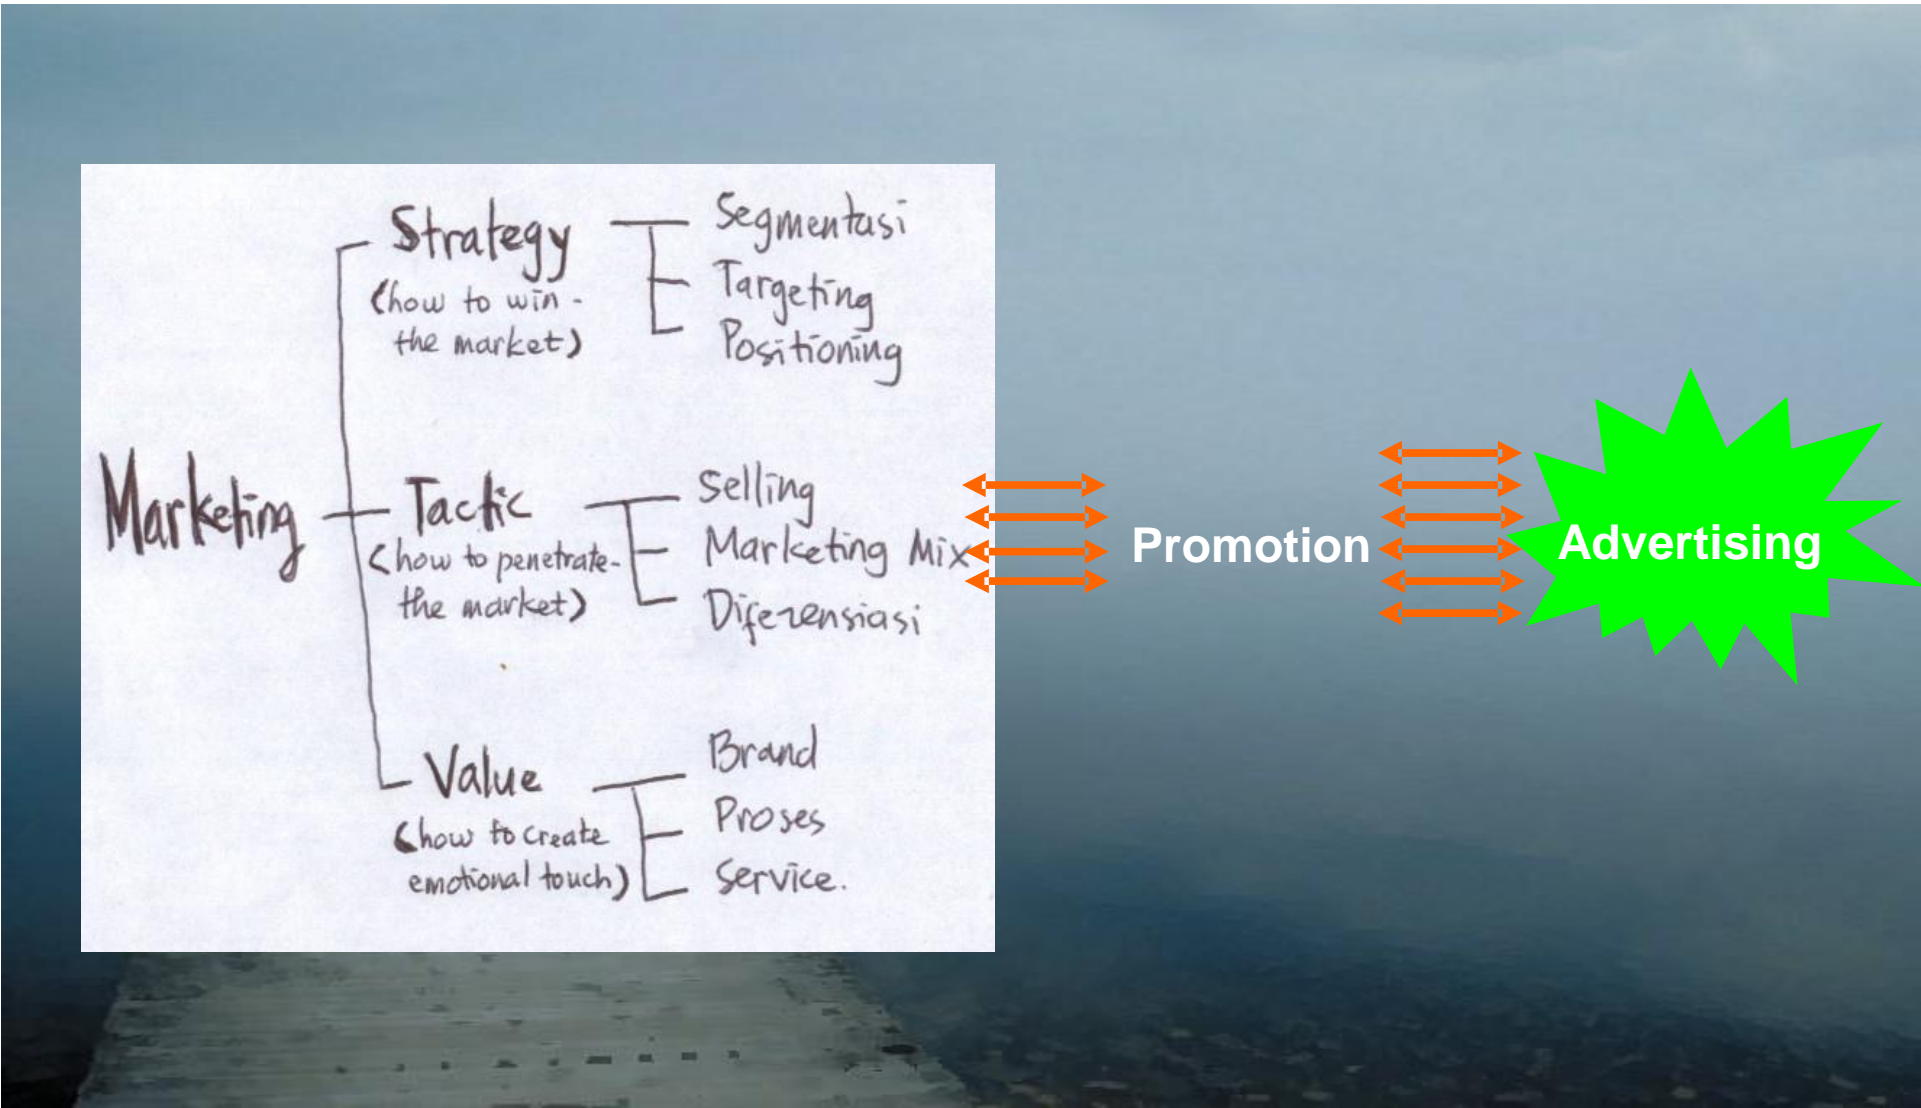 Marketing
Strategy
(how to win -
the market)
Segmentasi
Targeting
Positioning
Tactic
(how to penetrate-
the market)
Selling
Marketing Mix
Diferensiasi
Value
(how to create
emotional touch)
Brand
Proses
Service.
Promotion
Advertising